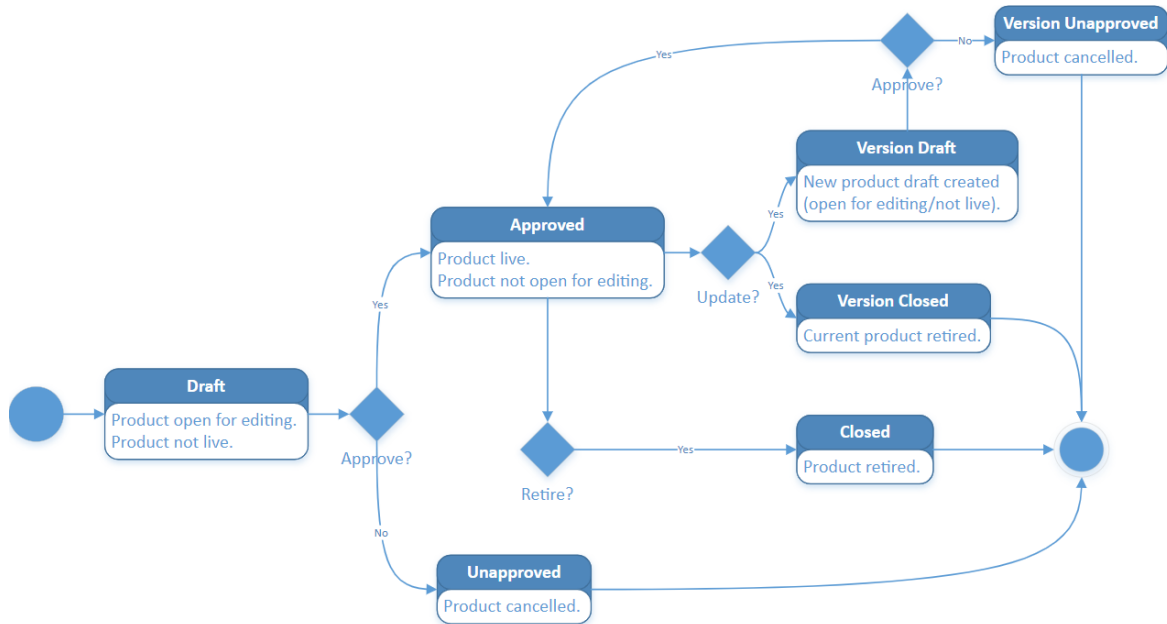 Version Unapproved
Product cancelled.
No
Yes
Approve?
Version Draft
New product draft created
(open for editing/not live).
Approved
Product live.
Product not open for editing.
Yes
Update?
Yes
Version Closed
Current product retired.
Yes
Draft
Product open for editing.
Product not live.
Approve?
Closed
Product retired.
Yes
Retire?
No
Unapproved
Product cancelled.